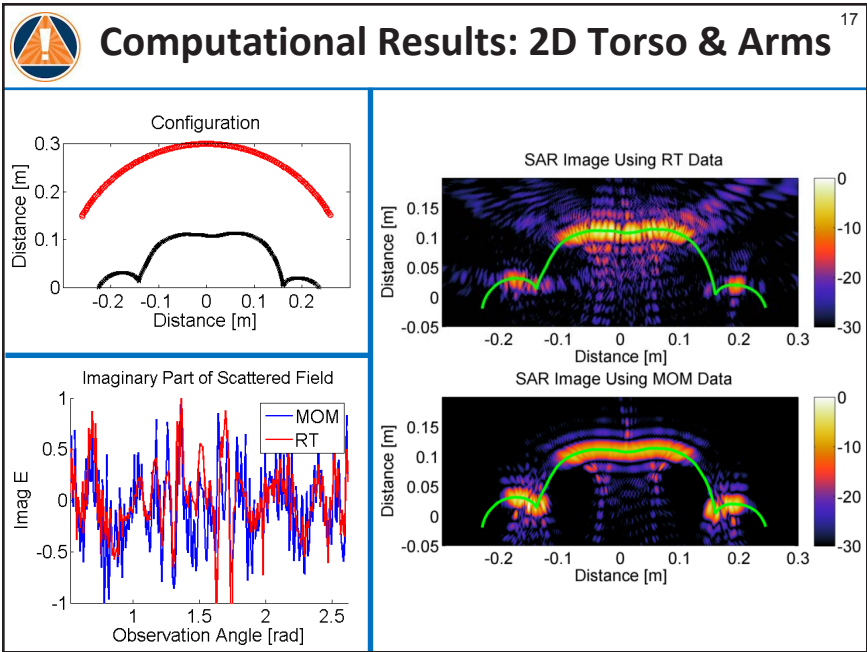 17
Computational Results: 2D Torso & Arms
Configuration
0.3
0.2
0.1
0
Distance [m]
-0.2 -0.1 0 0.1 0.2
Distance [m]
Imaginary Part of Scattered Field
1
0.5
0
-0.5
-1
Imag E
MOM
RT
1 1.5 2 2.5
Observation Angle [rad]
SAR Image Using RT Data
0.15
0.1
0.05
0
-0.05
Distance [m]
-0.2 -0.1 0 0.1 0.2 0.3
Distance [m]
0
-10
-20
-30
SAR Image Using MOM Data
0.15
0.1
0.05
0
-0.05
Distance [m]
-0.2 -0.1 0 0.1 0.2 0.3
Distance [m]
0
-10
-20
-30